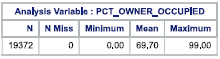 Analysis Variable : PCT_OWNER_OCCUPIED
N N Miss Minimum Mean Maximum
19372 0 0,00 69,70 99,00